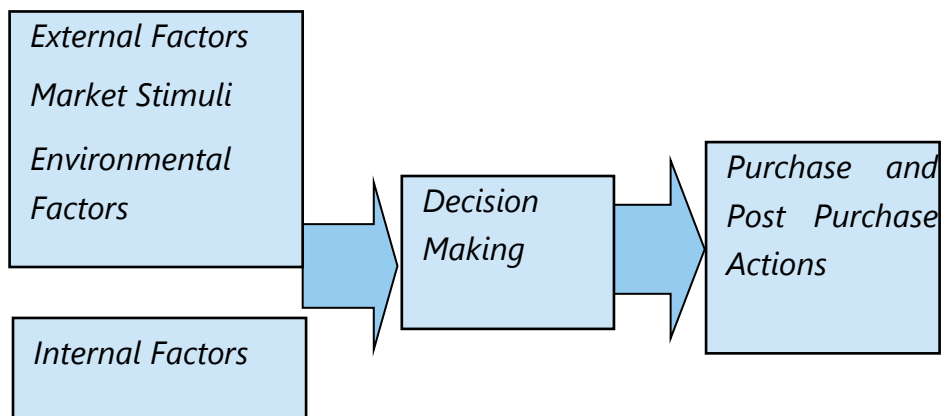 External Factors
Market Stimuli
Environmental
Factors
Internal Factors
Decision
Making
Purchase and
Post Purchase
Actions